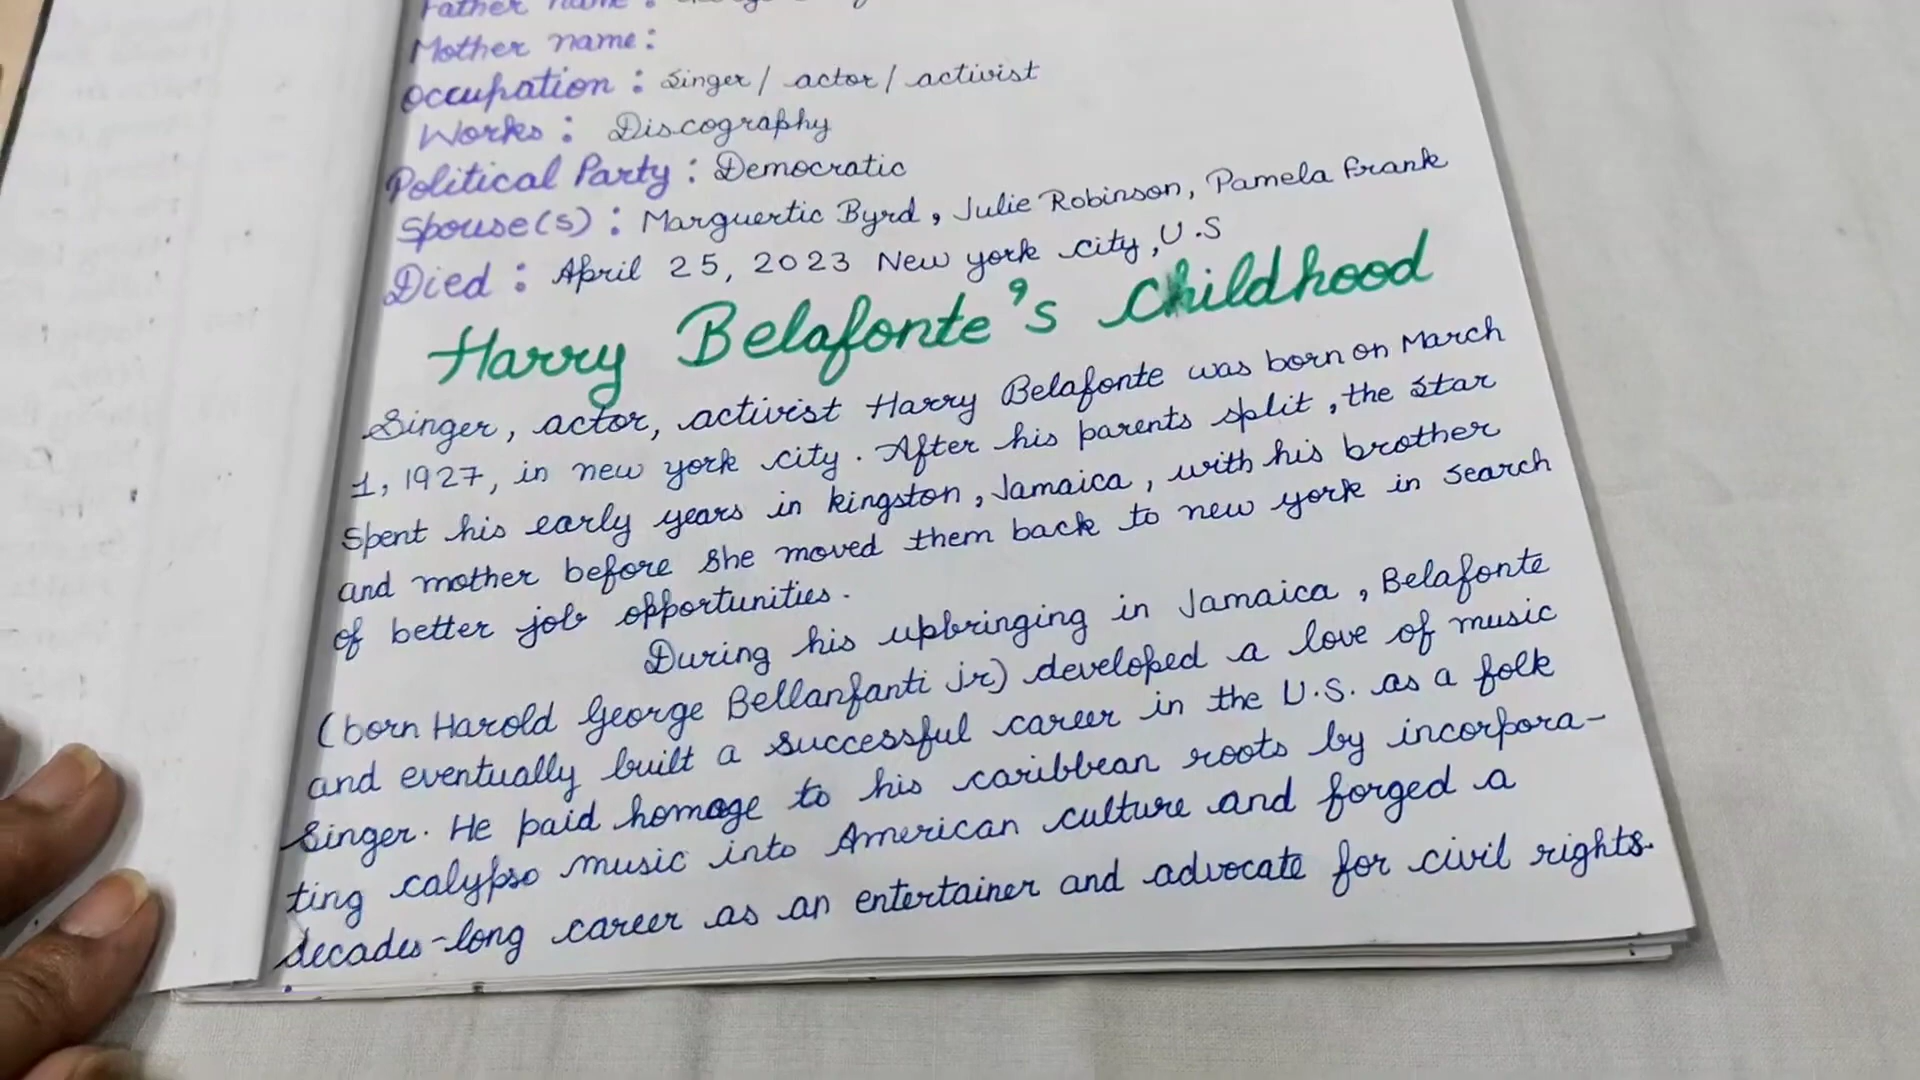 Father name :
Mother name:
Occupation : Singer / actor / activist
Works : Discography
Political Party : Democratic
Spouse(s) : Marguertic Byrd, Julie Robinson, Pamela Frank
Died : April 25, 2023 New york city, U.S
Harry Belafonte's Childhood
Singer, actor, activist Harry Belafonte was born on March
1, 1927, in new york city. After his parents split, the star
spent his early years in kingston, Jamaica, with his brother
and mother before she moved them back to new york in search
of better job opportunities.
During his upbringing in Jamaica, Belafonte
(born Harold George Bellanfanti jr) developed a love of music
and eventually built a successful career in the U.S. as a folk
singer. He paid homage to his caribbean roots by incorpora-
ting calypso music into American culture and forged a
decades-long career as an entertainer and advocate for civil rights.